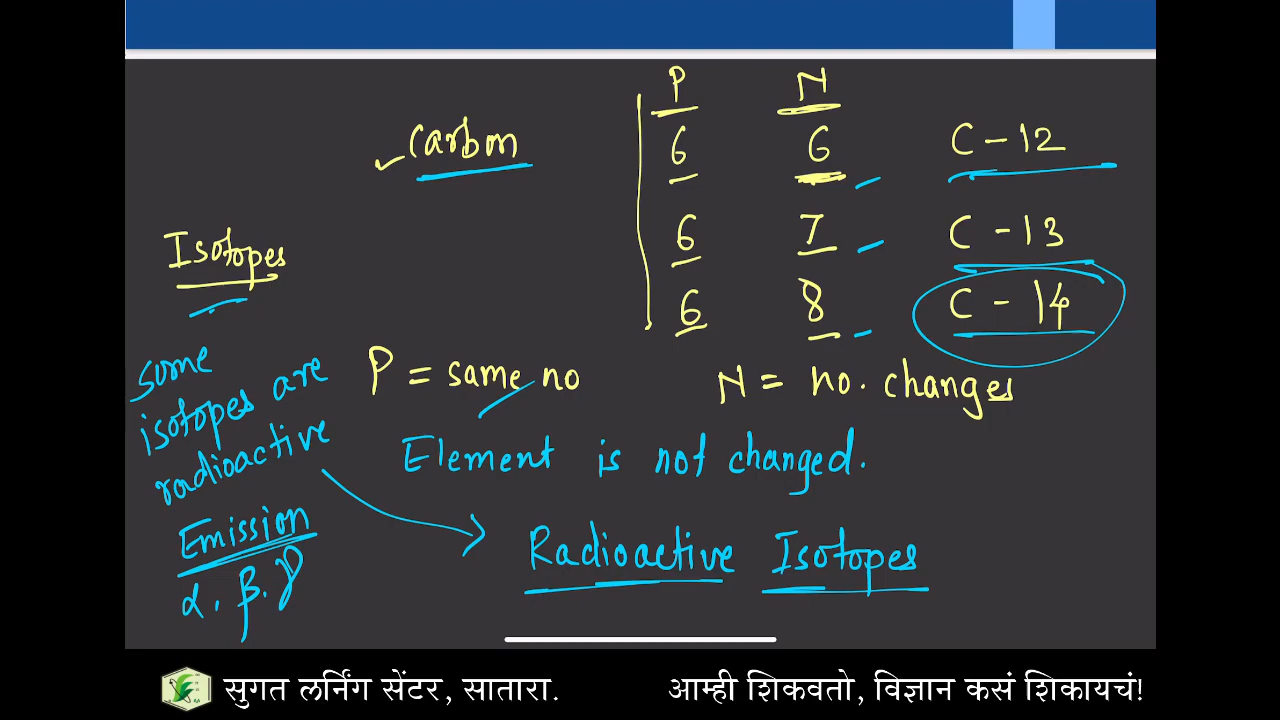 P N
Carbon 6 6 C - 12
6 7 C - 13
Isotopes
6 8 C - 14
P = same no N = no. changes
some
isotopes are
radioactive
Element is not changed.
Emission
α, β, γ
Radioactive Isotopes
सुगत लर्निंग सेंटर, सातारा. आम्ही शिकवतो, विज्ञान कसं शिकायचं!